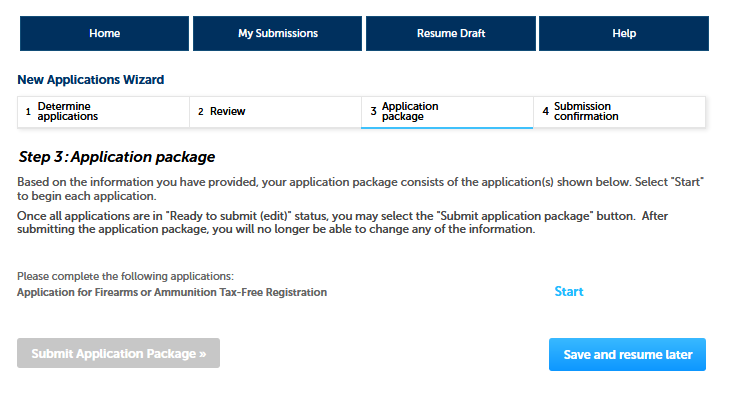 Home
My Submissions
Resume Draft
Help
New Applications Wizard
1 Determine
applications
2 Review
3 Application
package
4 Submission
confirmation
Step 3: Application package
Based on the information you have provided, your application package consists of the application(s) shown below. Select "Start"
to begin each application.
Once all applications are in "Ready to submit (edit)" status, you may select the "Submit application package" button. After
submitting the application package, you will no longer be able to change any of the information.
Please complete the following applications:
Application for Firearms or Ammunition Tax-Free Registration
Start
Submit Application Package »
Save and resume later